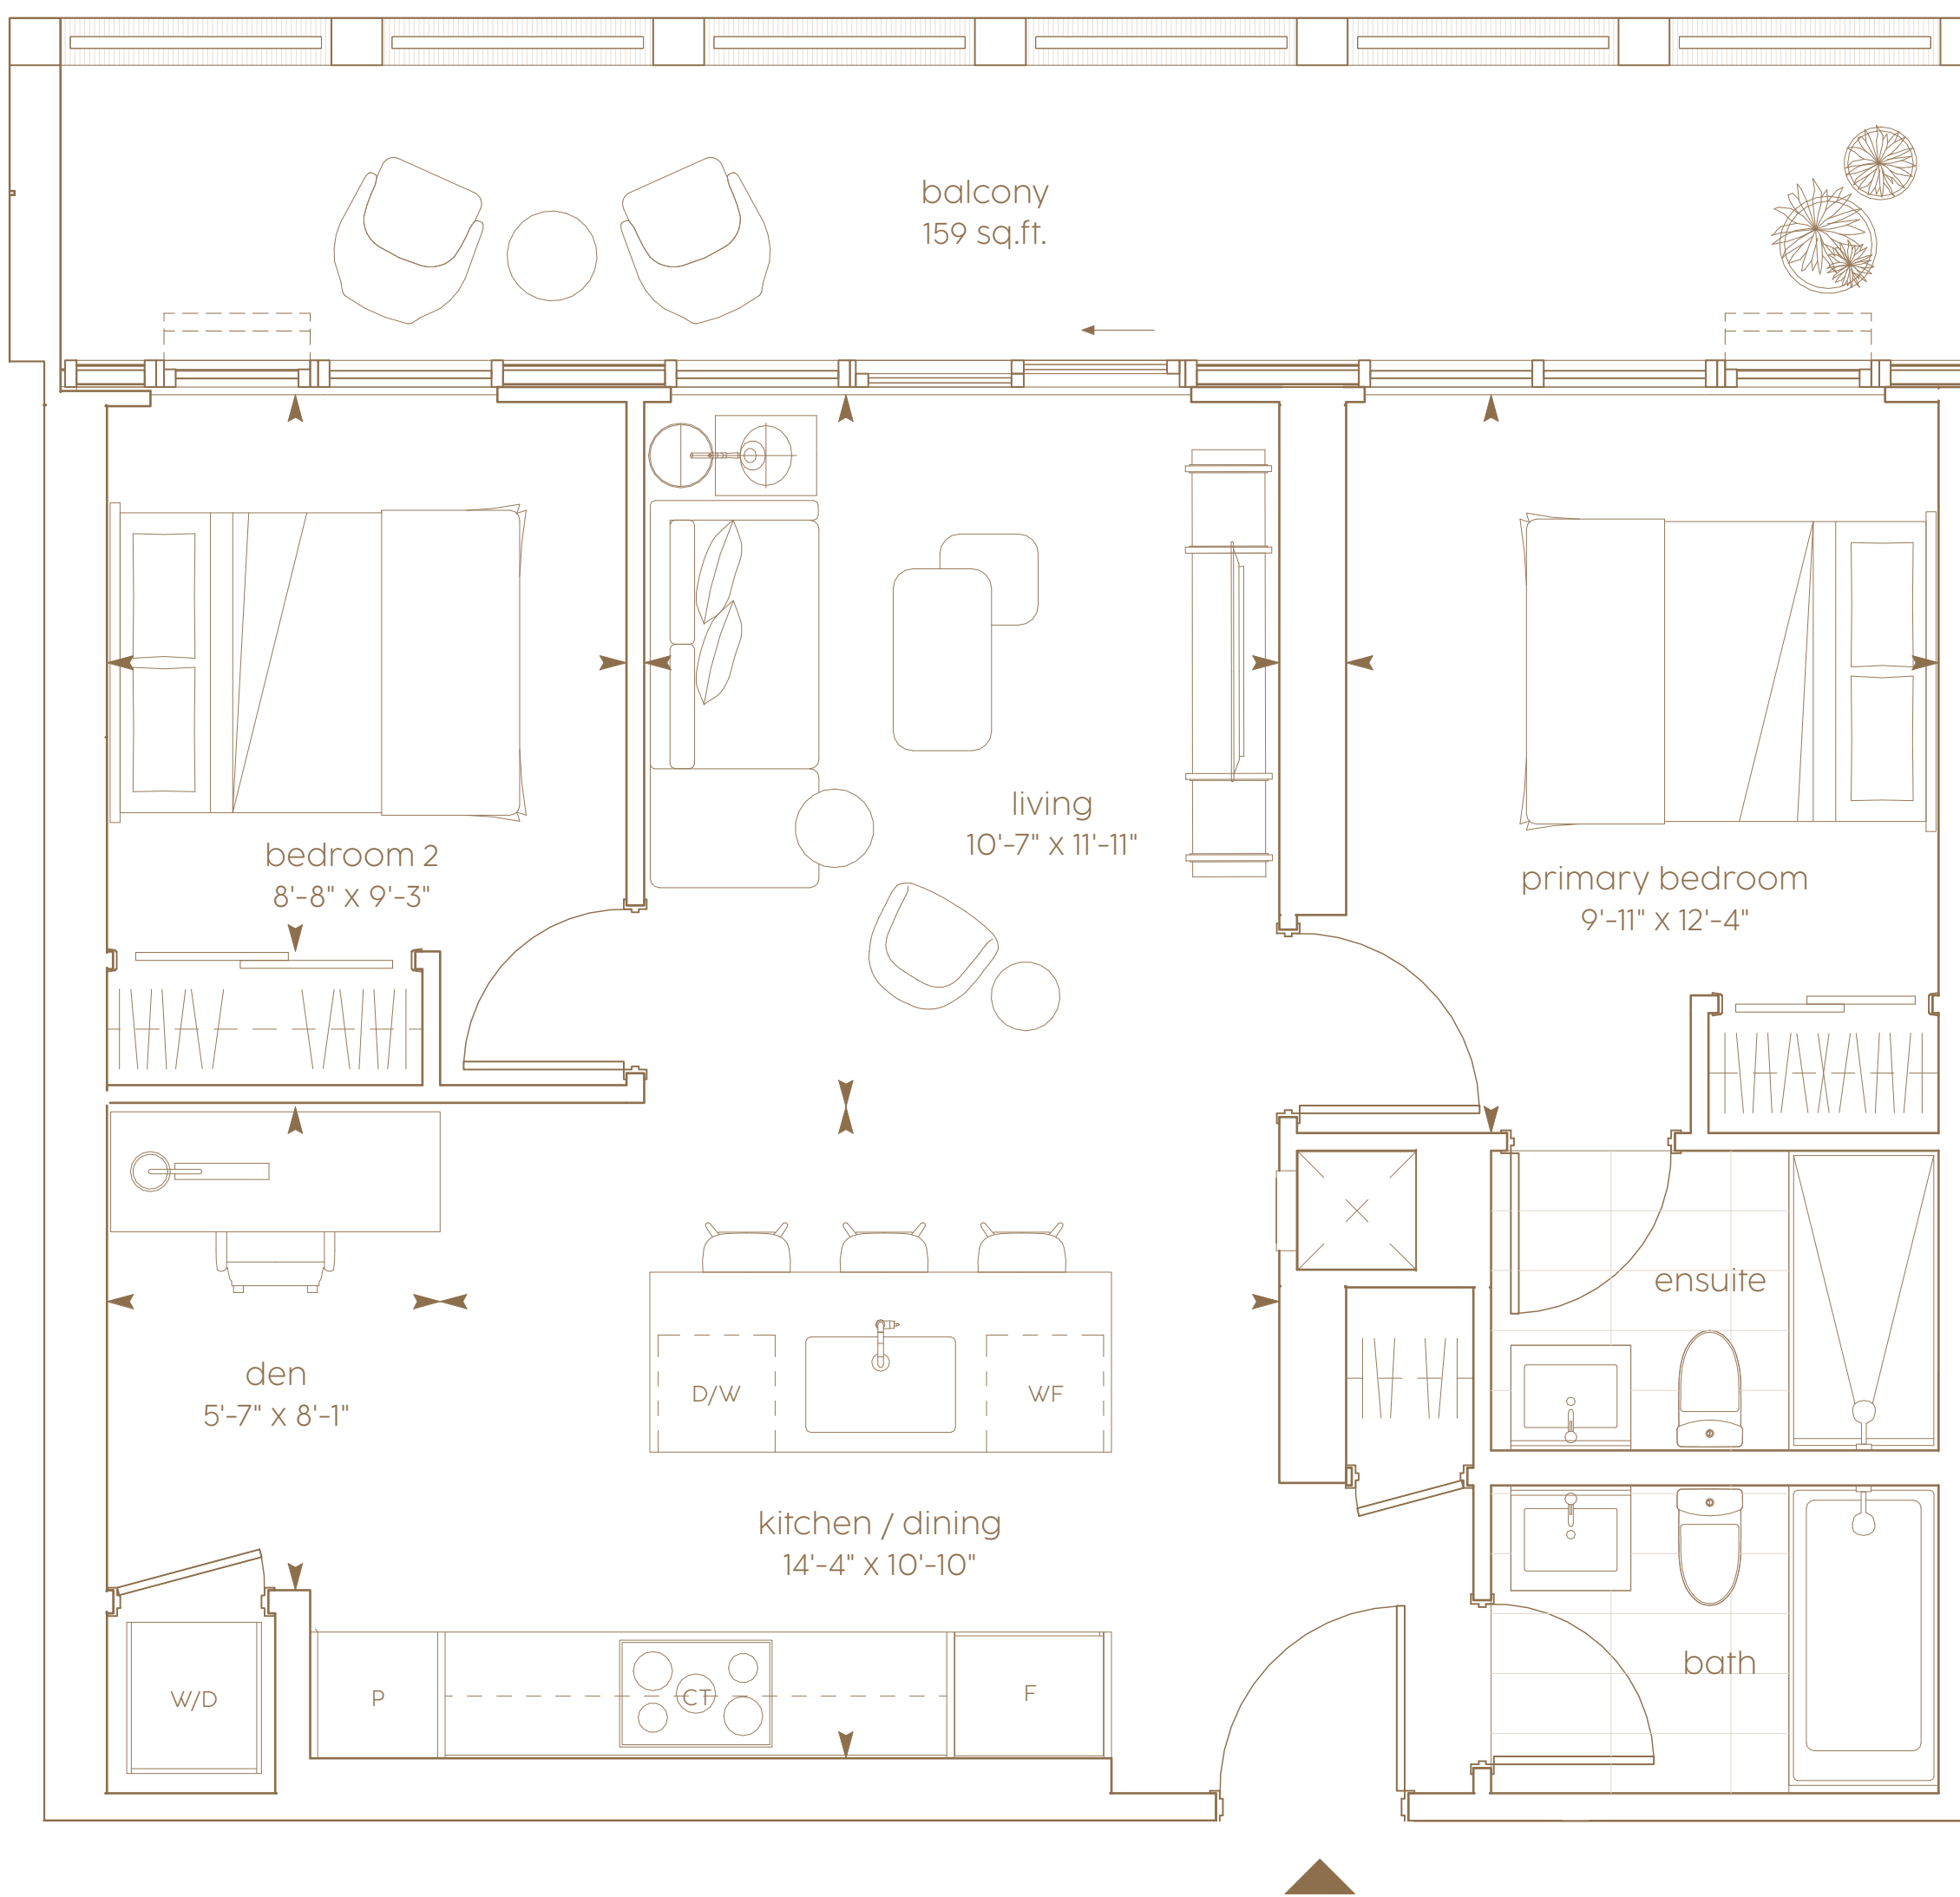 balcony
159 sq.ft.
living
10'-7" x 11'-11"
bedroom 2
8'-8" x 9'-3"
primary bedroom
9'-11" x 12'-4"
ensuite
den
5'-7" x 8'-1"
D/W
WF
kitchen / dining
14'-4" x 10'-10"
bath
W/D
P
CT
F